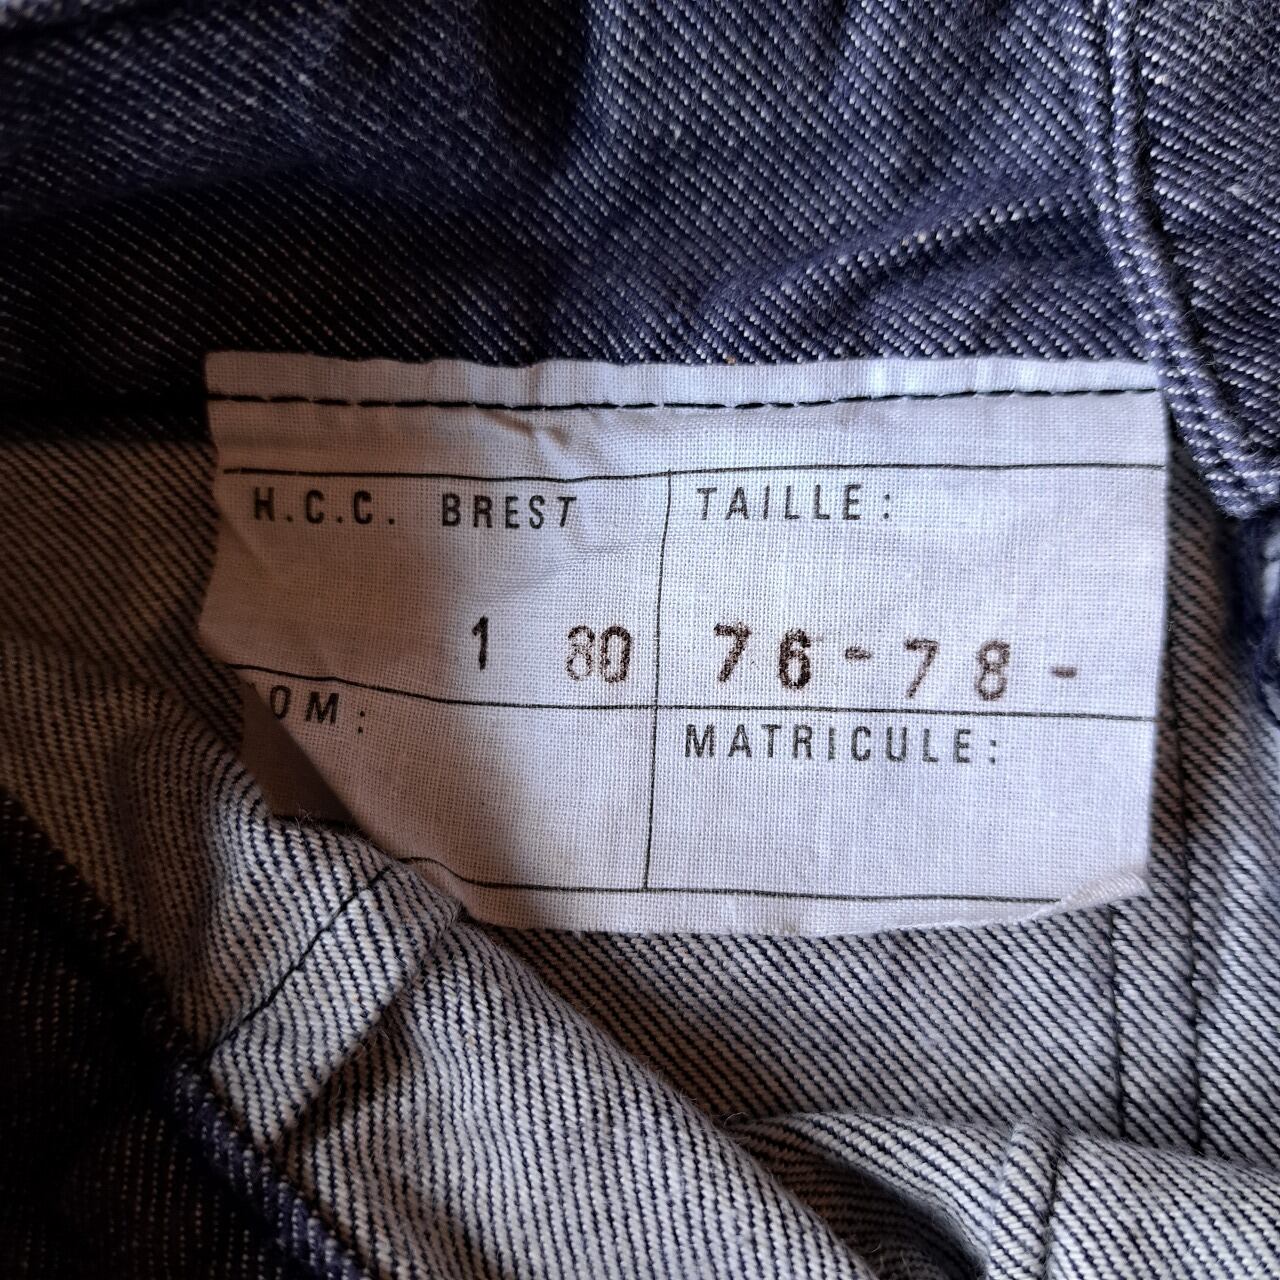 H.C.C. BREST TAILLE:
1 80 76-78-
OM: MATRICULE: